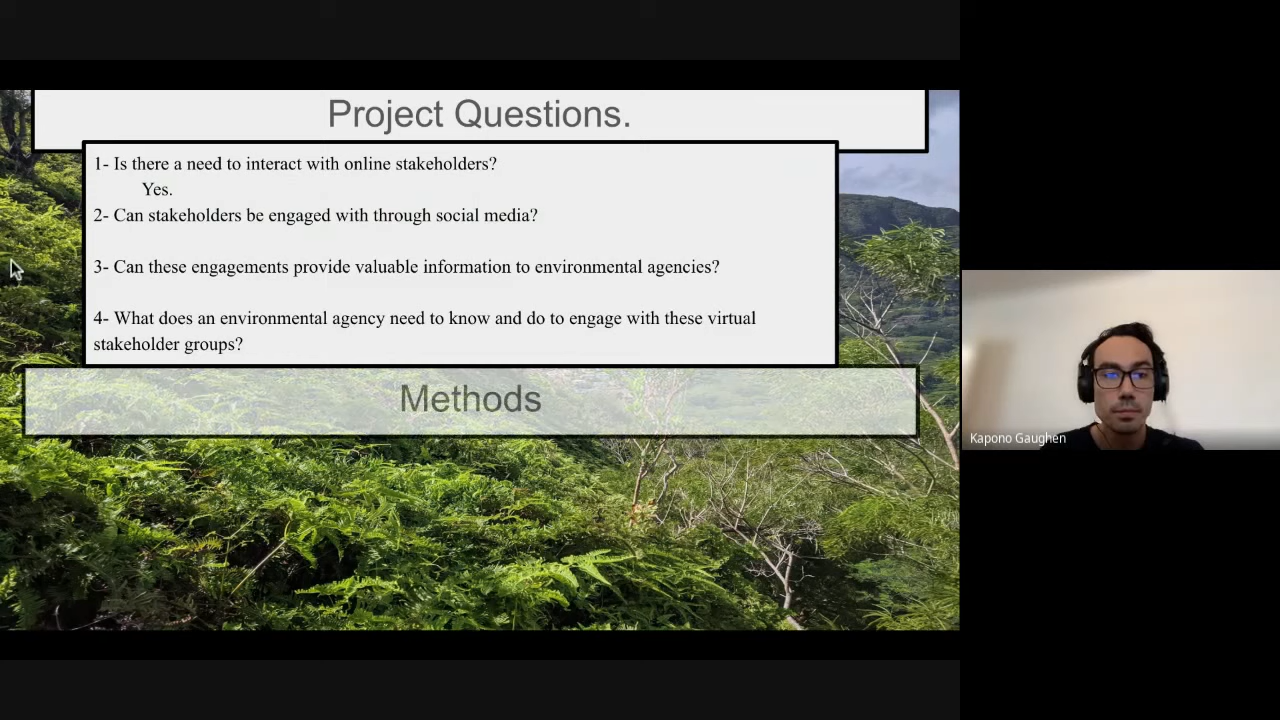 Project Questions.
1- Is there a need to interact with online stakeholders?
Yes.
2- Can stakeholders be engaged with through social media?
3- Can these engagements provide valuable information to environmental agencies?
4- What does an environmental agency need to know and do to engage with these virtual
stakeholder groups?
Methods
Kapono Gaughen